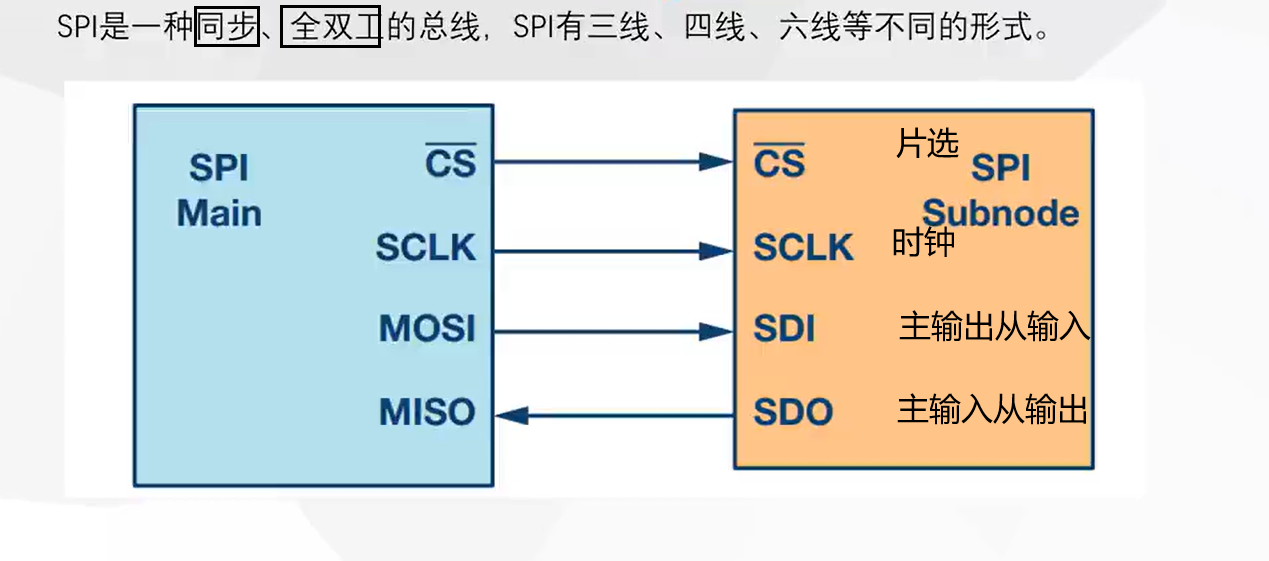 SPI是一种同步、全双工的总线，SPI有三线、四线、六线等不同的形式。
SPI
Main
CS
SCLK
MOSI
MISO
CS
SCLK
SDI
SDO
片选
SPI
Subnode
时钟
主输出从输入
主输入从输出